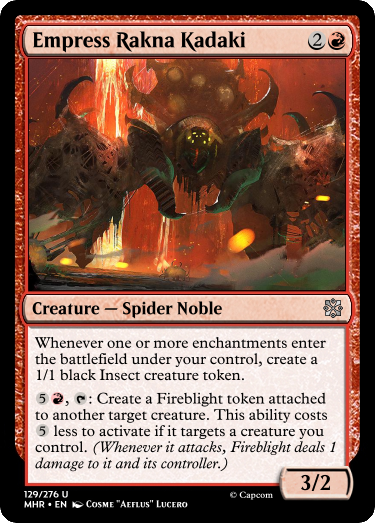 Empress Rakna Kadaki 2
Creature — Spider Noble
Whenever one or more enchantments enter
the battlefield under your control, create a
1/1 black Insect creature token.
5, : Create a Fireblight token attached
to another target creature. This ability costs
5 less to activate if it targets a creature you
control. (Whenever it attacks, Fireblight deals 1
damage to it and its controller.)
3/2
129/276 U
MHR • EN Cosme "Aeflus" Lucero
© Capcom